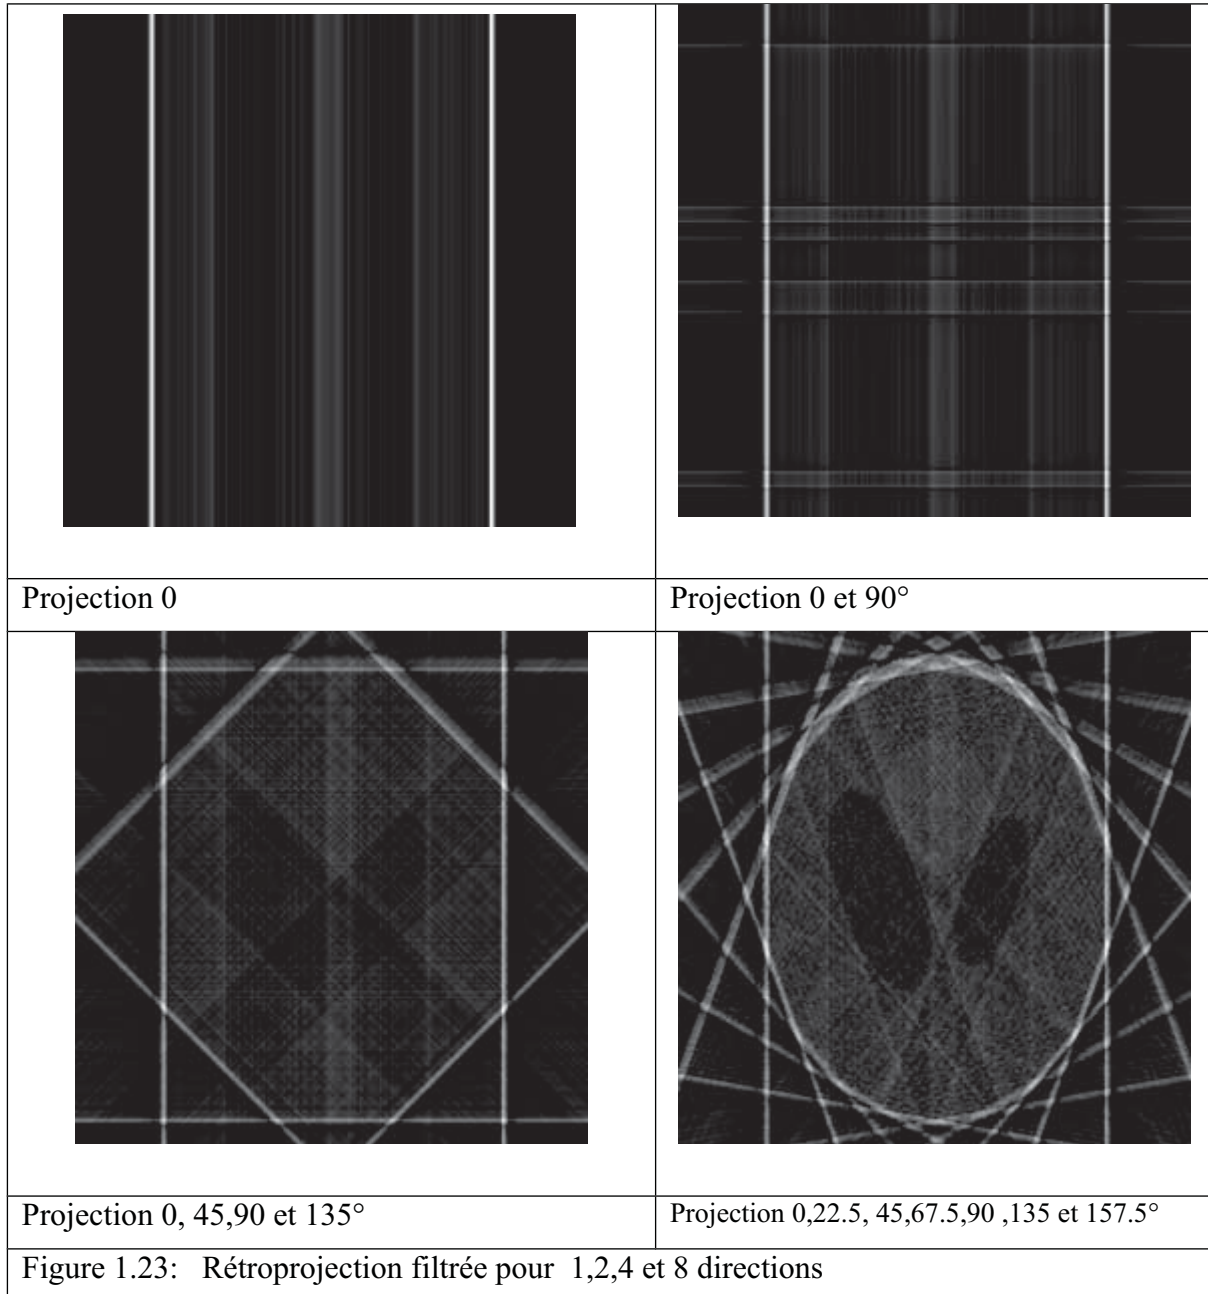 Projection 0
Projection 0 et 90°
Projection 0, 45,90 et 135°
Projection 0,22.5, 45,67.5,90 ,135 et 157.5°
Figure 1.23: Rétroprojection filtrée pour 1,2,4 et 8 directions